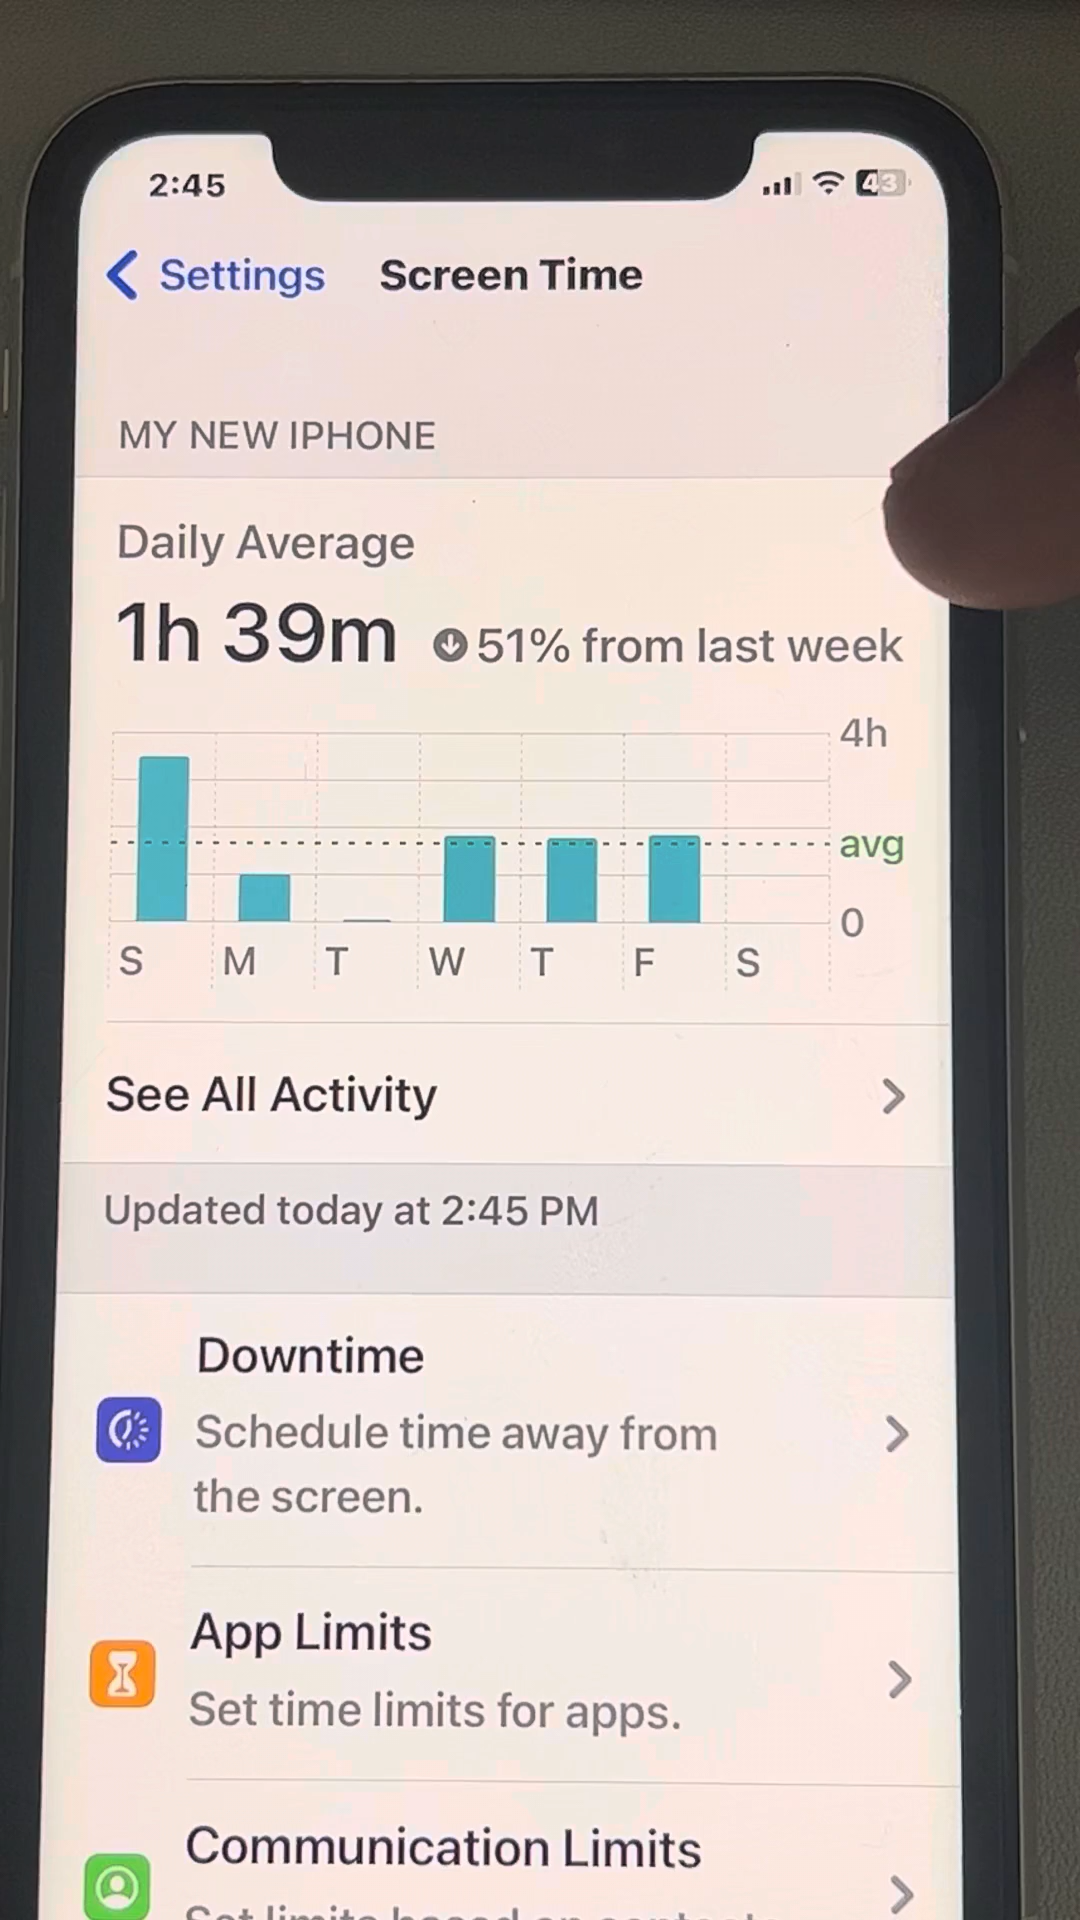 2:45
43
Settings
Screen Time
MY NEW IPHONE
Daily Average
1h 39m
51% from last week
4h
avg
0
S M T W T F S
See All Activity
Updated today at 2:45 PM
Downtime
Schedule time away from
the screen.
App Limits
Set time limits for apps.
Communication Limits